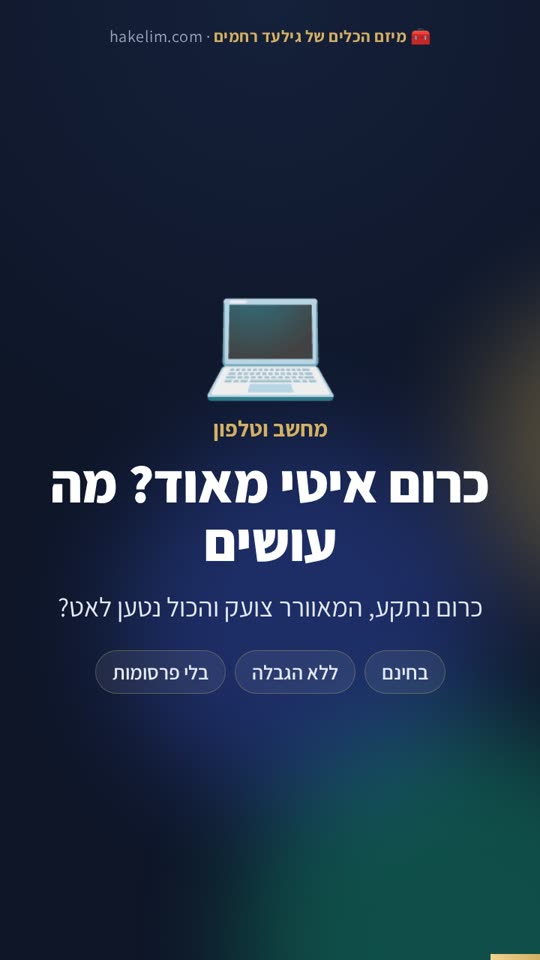 🧰 מיזם הכלים של גילעד רחמים · hakelim.com
מחשב וטלפון
כרום איטי מאוד? מה
עושים
כרום נתקע, המאוורר צועק והכול נטען לאט?
בחינם
ללא הגבלה
בלי פרסומות